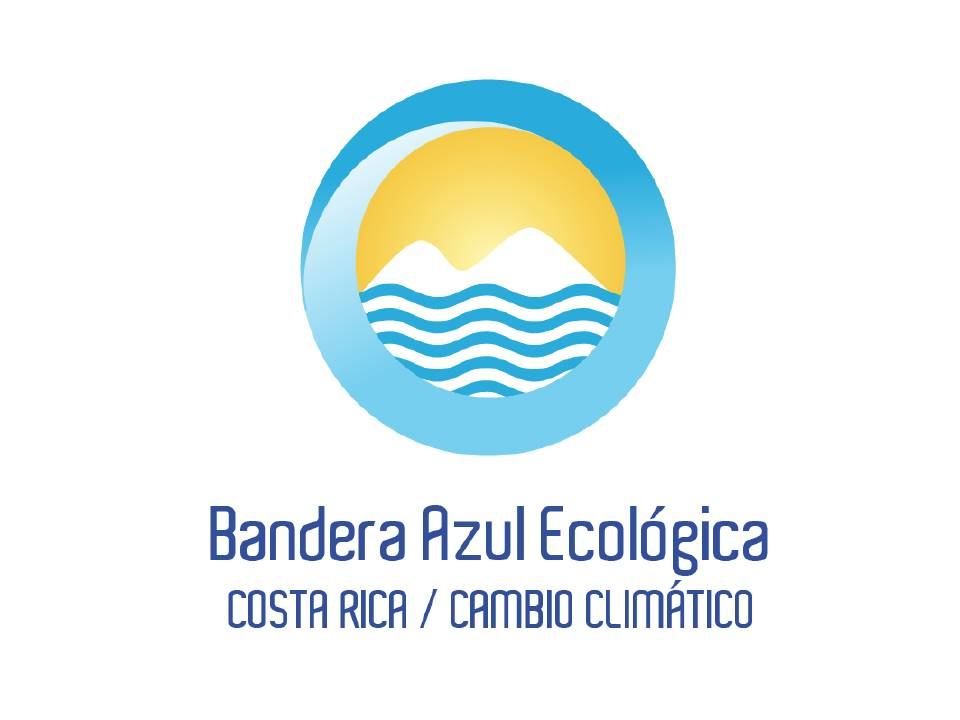 Bandera Azul Ecológica
COSTA RICA / CAMBIO CLIMÁTICO